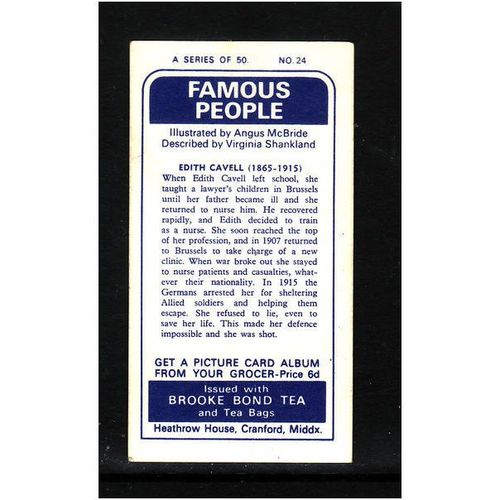 A SERIES OF 50. NO. 24
FAMOUS
PEOPLE
Illustrated by Angus McBride
Described by Virginia Shankland
EDITH CAVELL (1865-1915)
When Edith Cavell left school, she
taught a lawyer's children in Brussels
until her father became ill and she
returned to nurse him. He recovered
rapidly, and Edith decided to train
as a nurse. She soon reached the top
of her profession, and in 1907 returned
to Brussels to take charge of a new
clinic. When war broke out she stayed
to nurse patients and casualties, what-
ever their nationality. In 1915 the
Germans arrested her for sheltering
Allied soldiers and helping them
escape. She refused to lie, even to
save her life. This made her defence
impossible and she was shot.
GET A PICTURE CARD ALBUM
FROM YOUR GROCER-Price 6d
Issued with
BROOKE BOND TEA
and Tea Bags
Heathrow House, Cranford, Middx.